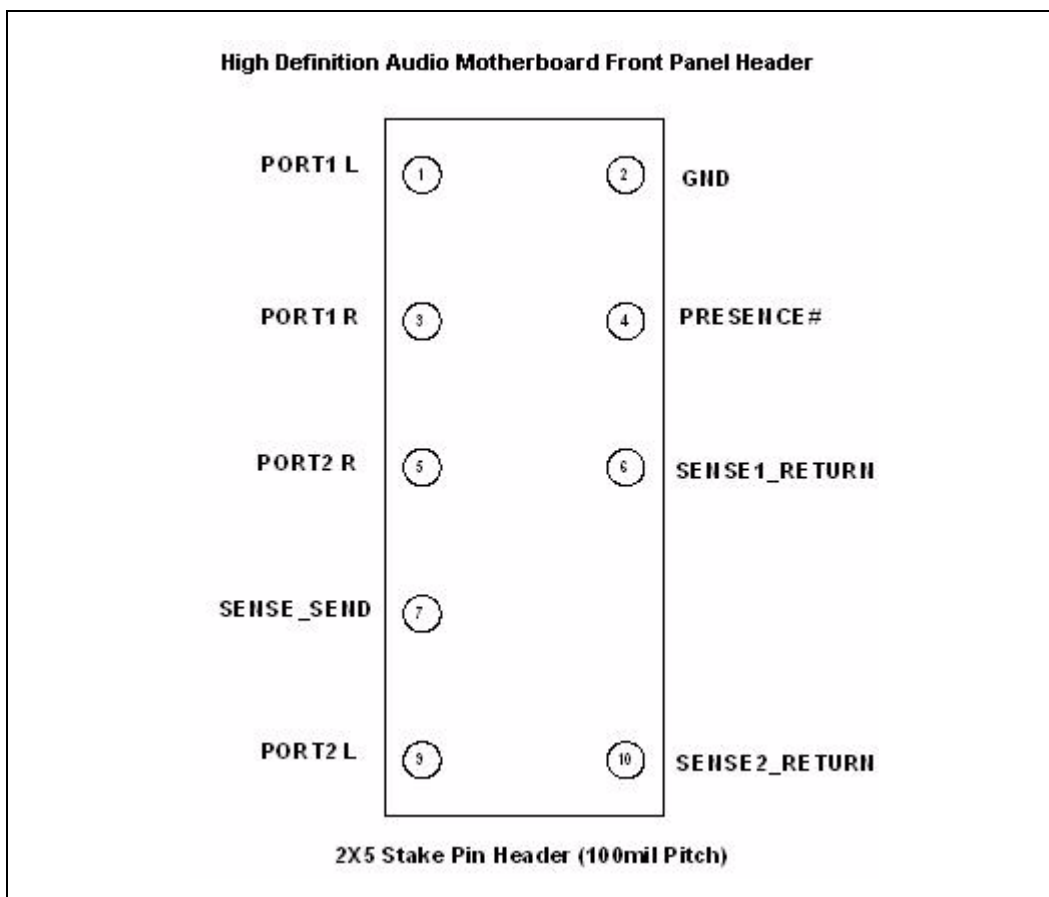 High Definition Audio Motherboard Front Panel Header
PORT1 L
1
2
GND
PORT1 R
3
4
PRESENCE#
PORT2 R
5
6
SENSE1_RETURN
SENSE_SEND
7
PORT2 L
9
10
SENSE2_RETURN
2X5 Stake Pin Header (100mil Pitch)